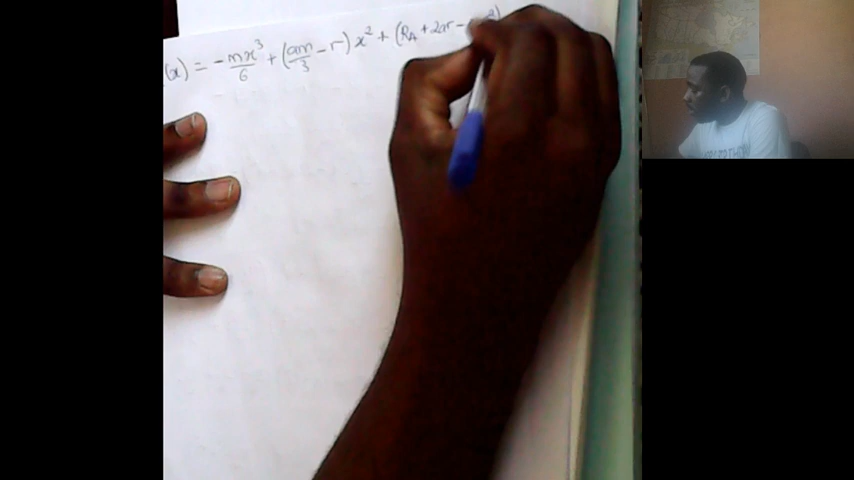 (x) = -mx³/6 + (am/3 - r) x² + (R_A + 2ar -